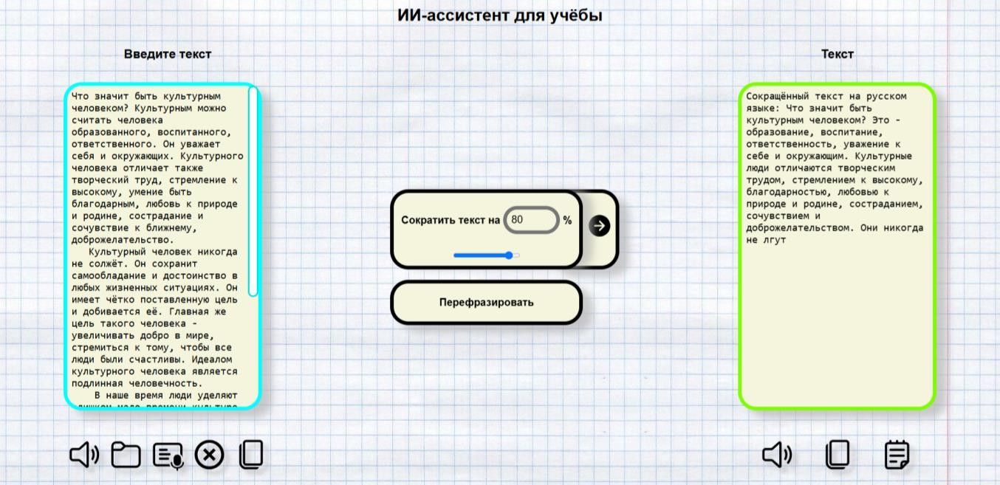 ИИ-ассистент для учёбы
Введите текст
Что значит быть культурным
человеком? Культурным можно
считать человека
образованного, воспитанного,
ответственного. Он уважает
себя и окружающих. Культурного
человека отличает также
творческий труд, стремление к
высокому, умение быть
благодарным, любовь к природе
и родине, сострадание и
сочувствие к ближнему,
доброжелательство.
Культурный человек никогда
не солжёт. Он сохранит
самообладание и достоинство в
любых жизненных ситуациях. Он
имеет чётко поставленную цель
и добивается её. Главная же
цель такого человека -
увеличивать добро в мире,
стремиться к тому, чтобы все
люди были счастливы. Идеалом
культурного человека является
подлинная человечность.
В наше время люди уделяют
Сократить текст на 80 %
Перефразировать
Текст
Сокращённый текст на русском
языке: Что значит быть
культурным человеком? Это -
образование, воспитание,
ответственность, уважение к
себе и окружающим. Культурные
люди отличаются творческим
трудом, стремлением к высокому,
благодарностью, любовью к
природе и родине, состраданием,
сочувствием и
доброжелательством. Они никогда
не лгут